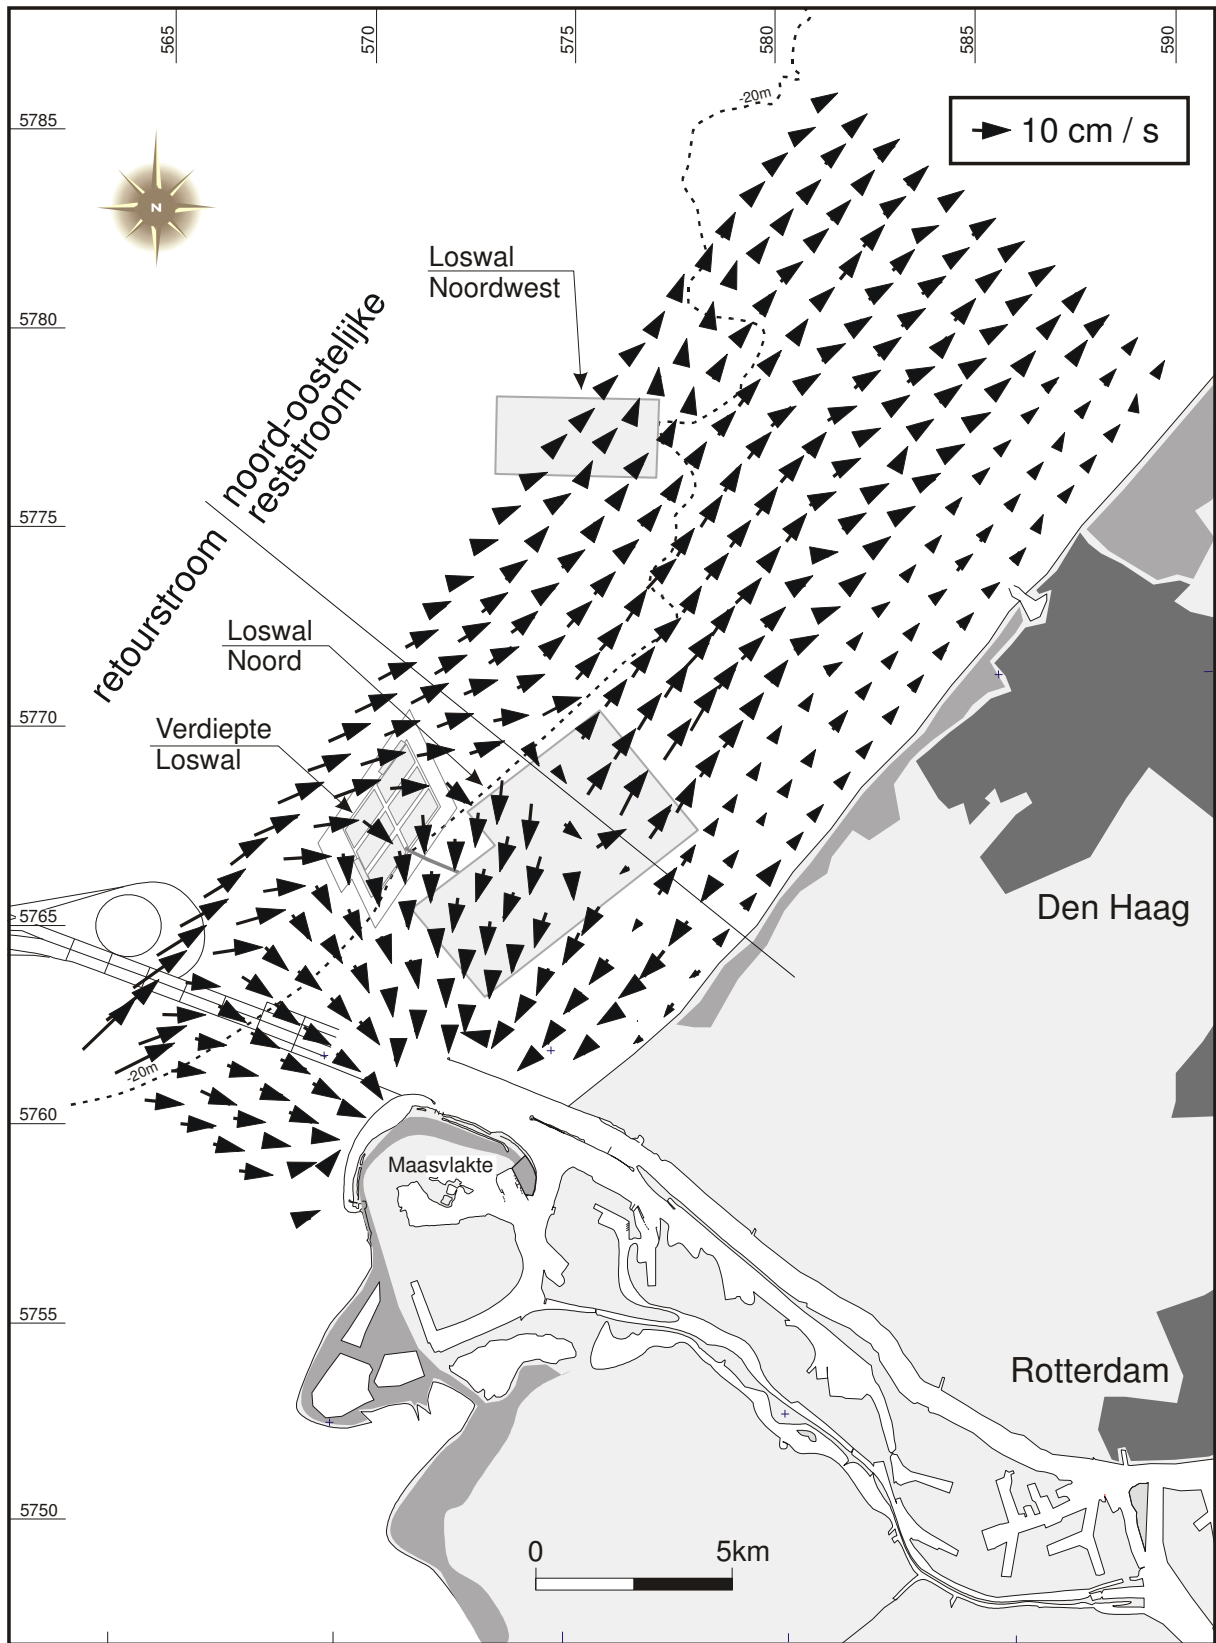 565
570
575
580
585
590
-20m
5785
10 cm / s
N
Loswal
Noordwest
5780
noord-oostelijke
reststroom
5775
retourstroom
Loswal
Noord
5770
Verdiepte
Loswal
5765
Den Haag
-20m
5760
Maasvlakte
5755
Rotterdam
5750
0 5km